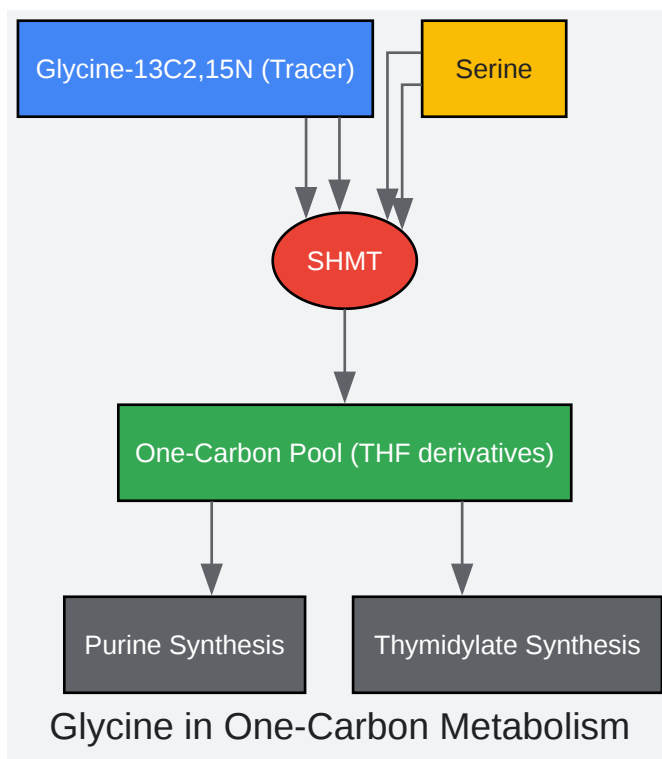 Glycine-13C2,15N (Tracer)
Serine
SHMT
One-Carbon Pool (THF derivatives)
Purine Synthesis
Thymidylate Synthesis
Glycine in One-Carbon Metabolism